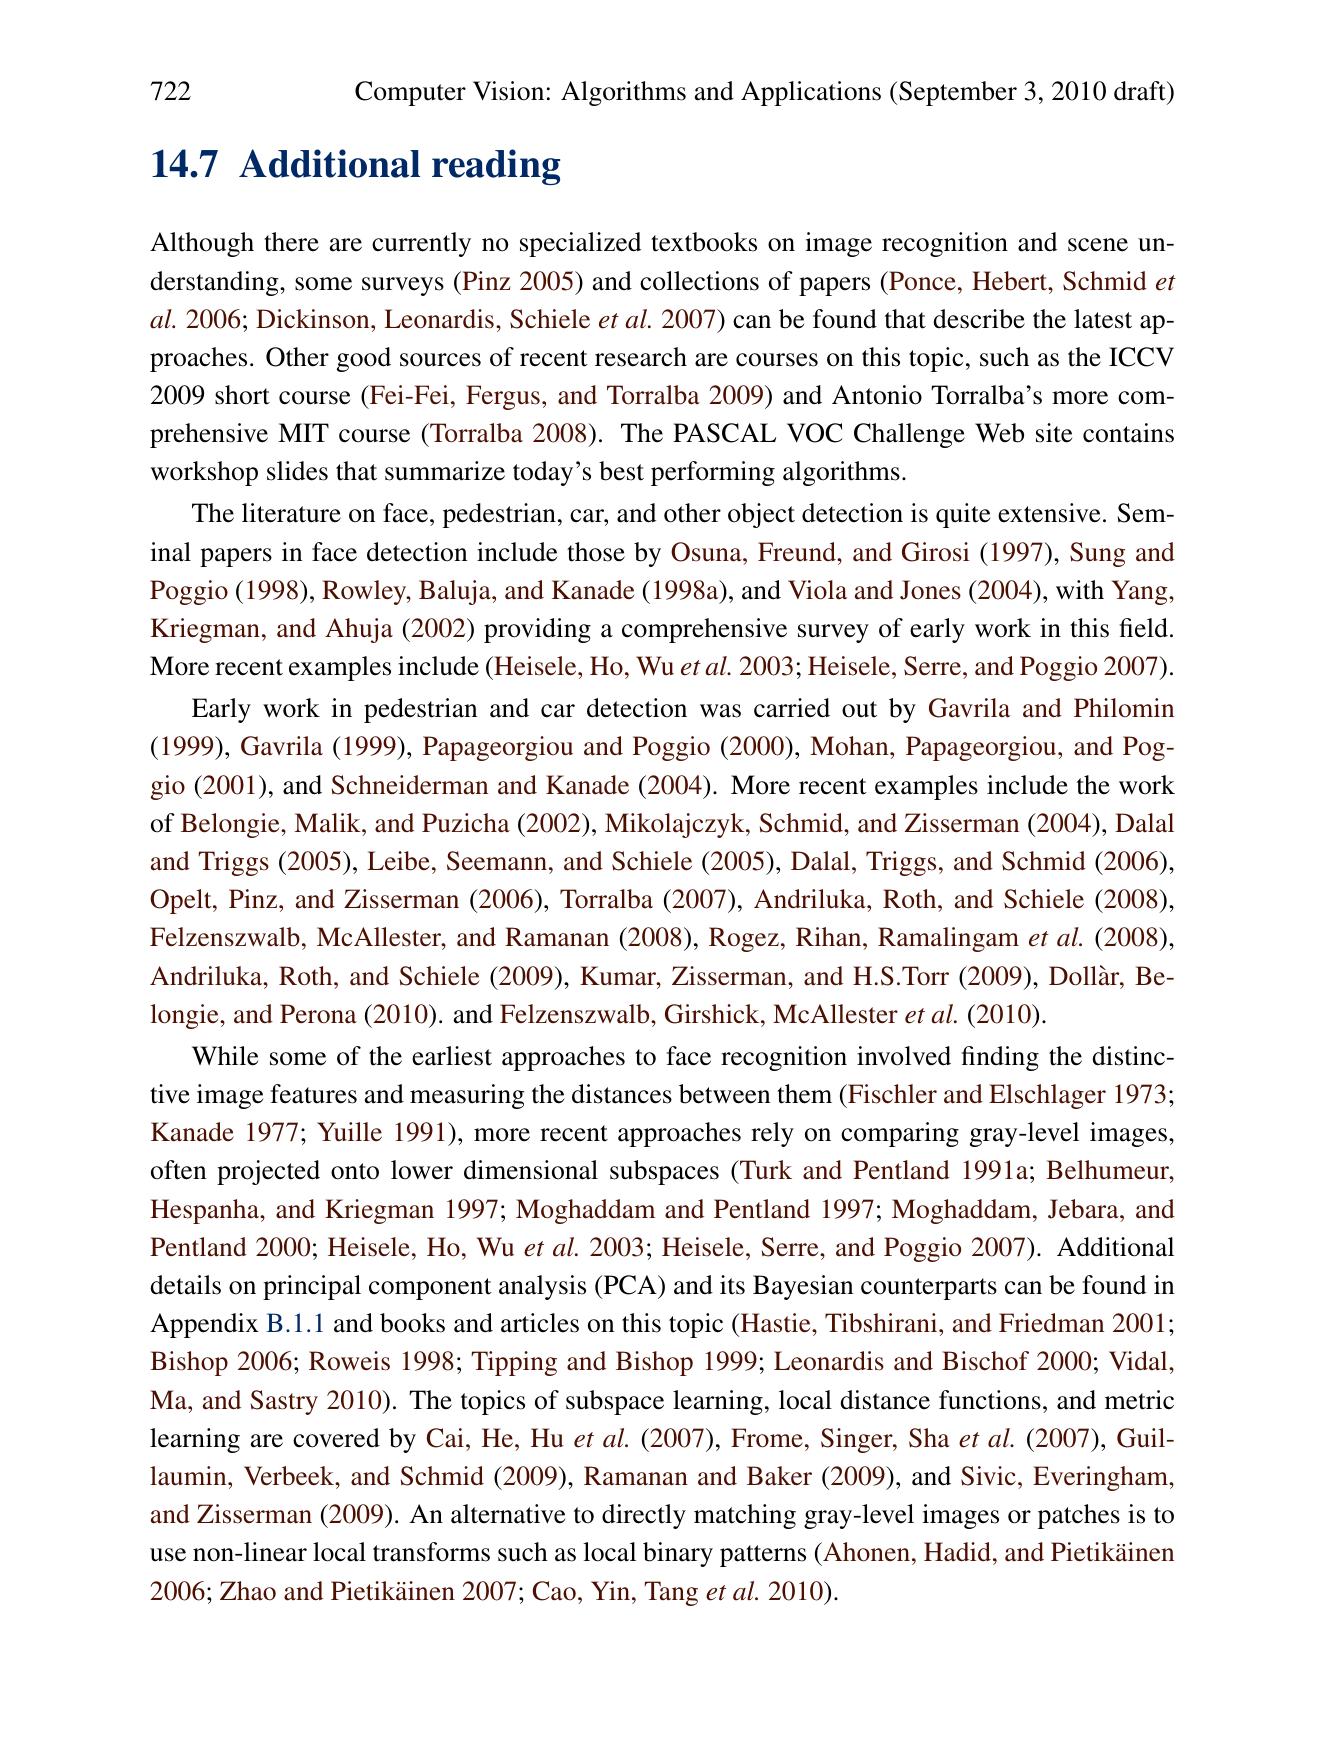 722 Computer Vision: Algorithms and Applications (September 3, 2010 draft)
14.7 Additional reading
Although there are currently no specialized textbooks on image recognition and scene un-
derstanding, some surveys (Pinz 2005) and collections of papers (Ponce, Hebert, Schmid et
al. 2006; Dickinson, Leonardis, Schiele et al. 2007) can be found that describe the latest ap-
proaches. Other good sources of recent research are courses on this topic, such as the ICCV
2009 short course (Fei-Fei, Fergus, and Torralba 2009) and Antonio Torralba’s more com-
prehensive MIT course (Torralba 2008). The PASCAL VOC Challenge Web site contains
workshop slides that summarize today’s best performing algorithms.
The literature on face, pedestrian, car, and other object detection is quite extensive. Sem-
inal papers in face detection include those by Osuna, Freund, and Girosi (1997), Sung and
Poggio (1998), Rowley, Baluja, and Kanade (1998a), and Viola and Jones (2004), with Yang,
Kriegman, and Ahuja (2002) providing a comprehensive survey of early work in this field.
More recent examples include (Heisele, Ho, Wu et al. 2003; Heisele, Serre, and Poggio 2007).
Early work in pedestrian and car detection was carried out by Gavrila and Philomin
(1999), Gavrila (1999), Papageorgiou and Poggio (2000), Mohan, Papageorgiou, and Pog-
gio (2001), and Schneiderman and Kanade (2004). More recent examples include the work
of Belongie, Malik, and Puzicha (2002), Mikolajczyk, Schmid, and Zisserman (2004), Dalal
and Triggs (2005), Leibe, Seemann, and Schiele (2005), Dalal, Triggs, and Schmid (2006),
Opelt, Pinz, and Zisserman (2006), Torralba (2007), Andriluka, Roth, and Schiele (2008),
Felzenszwalb, McAllester, and Ramanan (2008), Rogez, Rihan, Ramalingam et al. (2008),
Andriluka, Roth, and Schiele (2009), Kumar, Zisserman, and H.S.Torr (2009), Dollàr, Be-
longie, and Perona (2010). and Felzenszwalb, Girshick, McAllester et al. (2010).
While some of the earliest approaches to face recognition involved finding the distinc-
tive image features and measuring the distances between them (Fischler and Elschlager 1973;
Kanade 1977; Yuille 1991), more recent approaches rely on comparing gray-level images,
often projected onto lower dimensional subspaces (Turk and Pentland 1991a; Belhumeur,
Hespanha, and Kriegman 1997; Moghaddam and Pentland 1997; Moghaddam, Jebara, and
Pentland 2000; Heisele, Ho, Wu et al. 2003; Heisele, Serre, and Poggio 2007). Additional
details on principal component analysis (PCA) and its Bayesian counterparts can be found in
Appendix B.1.1 and books and articles on this topic (Hastie, Tibshirani, and Friedman 2001;
Bishop 2006; Roweis 1998; Tipping and Bishop 1999; Leonardis and Bischof 2000; Vidal,
Ma, and Sastry 2010). The topics of subspace learning, local distance functions, and metric
learning are covered by Cai, He, Hu et al. (2007), Frome, Singer, Sha et al. (2007), Guil-
laumin, Verbeek, and Schmid (2009), Ramanan and Baker (2009), and Sivic, Everingham,
and Zisserman (2009). An alternative to directly matching gray-level images or patches is to
use non-linear local transforms such as local binary patterns (Ahonen, Hadid, and Pietikäinen
2006; Zhao and Pietikäinen 2007; Cao, Yin, Tang et al. 2010).